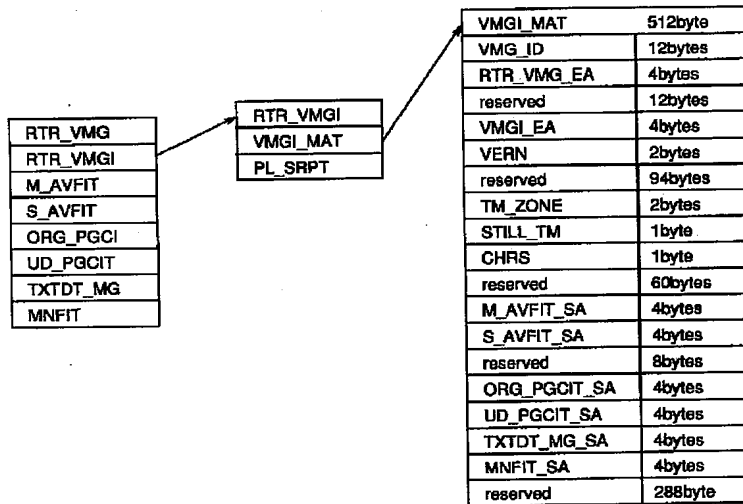 RTR_VMG
RTR_VMGI
M_AVFIT
S_AVFIT
ORG_PGCI
UD_PGCIT
TXTDT_MG
MNFIT
RTR_VMGI
VMGI_MAT
PL_SRPT
VMGI_MAT 512byte
VMG_ID 12bytes
RTR_VMG_EA 4bytes
reserved 12bytes
VMGI_EA 4bytes
VERN 2bytes
reserved 94bytes
TM_ZONE 2bytes
STILL_TM 1byte
CHRS 1byte
reserved 60bytes
M_AVFIT_SA 4bytes
S_AVFIT_SA 4bytes
reserved 8bytes
ORG_PGCIT_SA 4bytes
UD_PGCIT_SA 4bytes
TXTDT_MG_SA 4bytes
MNFIT_SA 4bytes
reserved 288byte